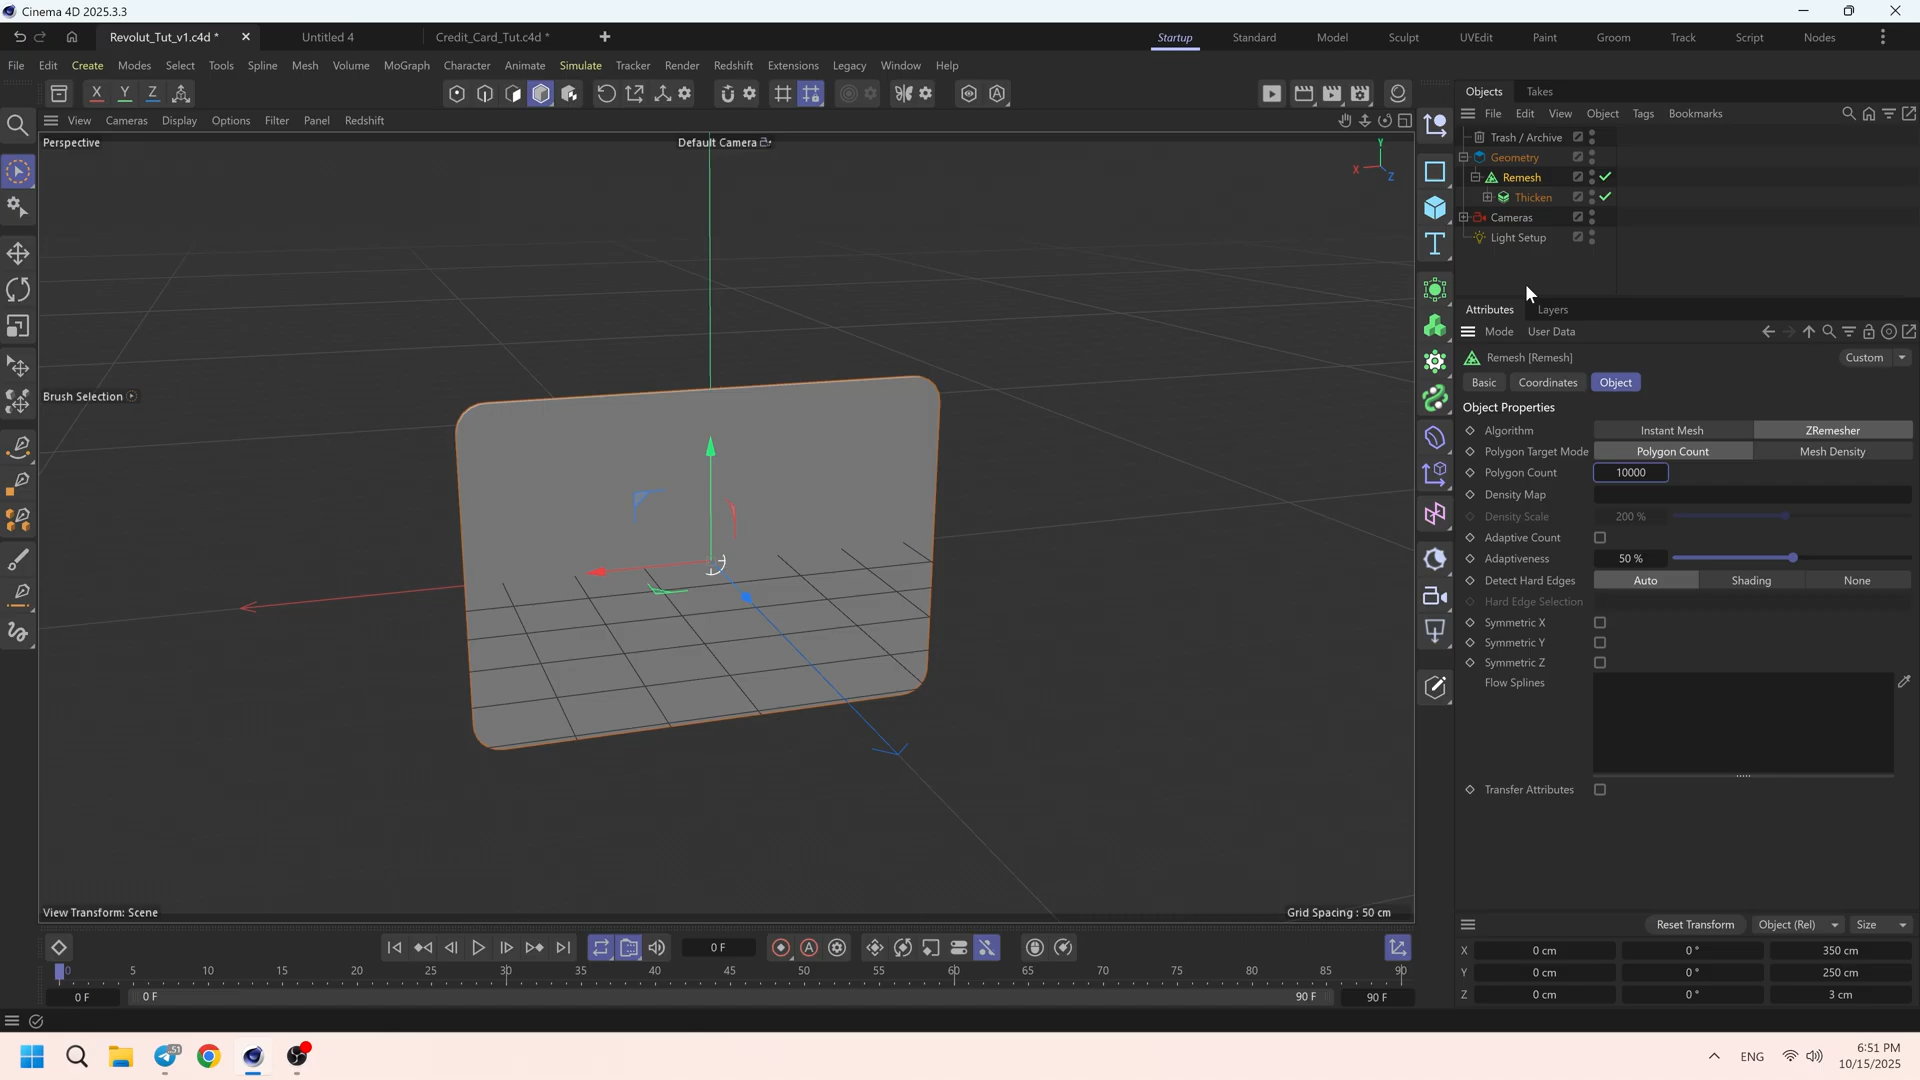 Cinema 4D 2025.3.3
Revolut_Tut_v1.c4d *
Untitled 4
Credit_Card_Tut.c4d *
Startup
Standard
Model
Sculpt
UVEdit
Paint
Groom
Track
Script
Nodes
File
Edit
Create
Modes
Select
Tools
Spline
Mesh
Volume
MoGraph
Character
Animate
Simulate
Tracker
Render
Redshift
Extensions
Legacy
Window
Help
X
Y
Z
View
Cameras
Display
Options
Filter
Panel
Redshift
Perspective
Default Camera
Y
X
Z
Brush Selection
View Transform: Scene
Grid Spacing : 50 cm
Objects
Takes
File
Edit
View
Object
Tags
Bookmarks
Trash / Archive
Geometry
Remesh
Thicken
Cameras
Light Setup
Attributes
Layers
Mode
User Data
Remesh [Remesh]
Custom
Basic
Coordinates
Object
Object Properties
Algorithm
Instant Mesh
ZRemesher
Polygon Target Mode
Polygon Count
Mesh Density
Polygon Count
10000
Density Map
Density Scale
200 %
Adaptive Count
Adaptiveness
50 %
Detect Hard Edges
Auto
Shading
None
Hard Edge Selection
Symmetric X
Symmetric Y
Symmetric Z
Flow Splines
Transfer Attributes
Reset Transform
Object (Rel)
Size
X
0 cm
0 °
350 cm
Y
0 cm
0 °
250 cm
Z
0 cm
0 °
3 cm
0 F
0
5
10
15
20
25
30
35
40
45
50
55
60
65
70
75
80
85
90
0 F
0 F
90 F
90 F
51
ENG
6:51 PM
10/15/2025